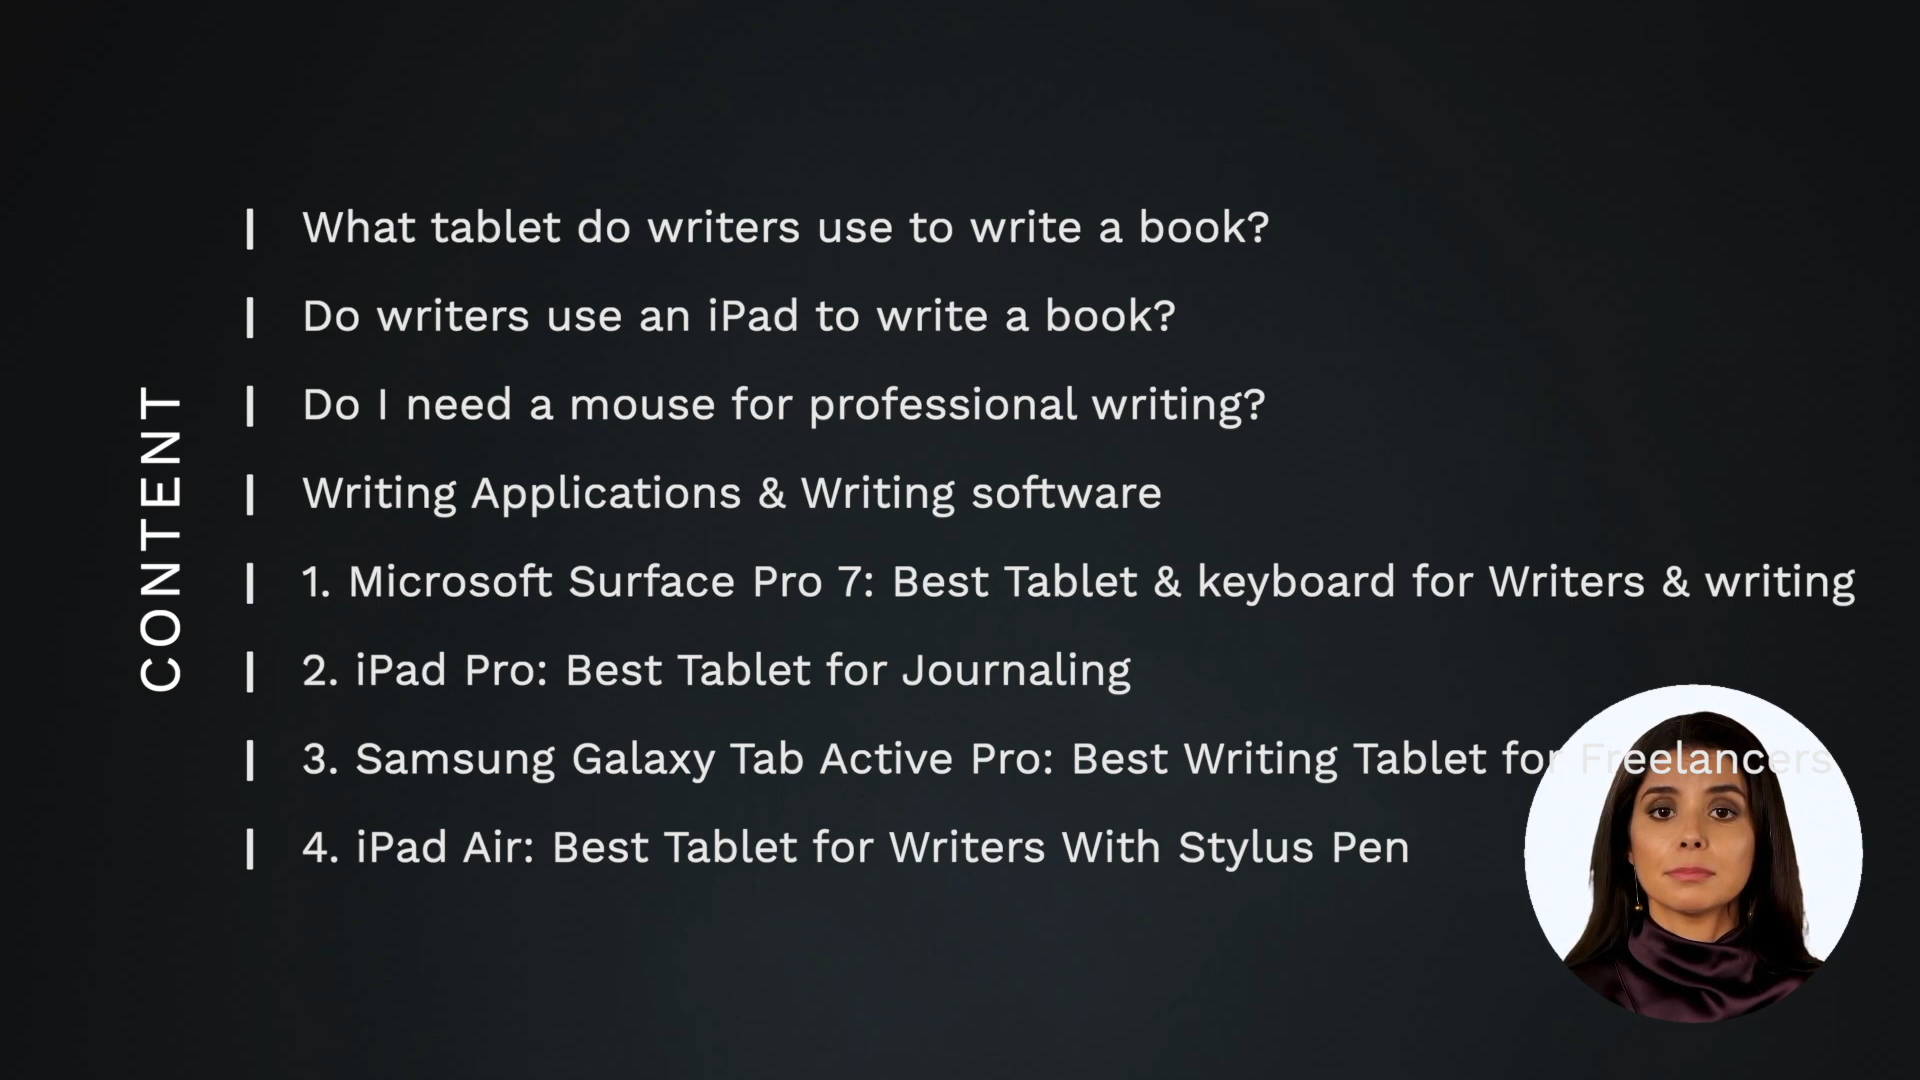 CONTENT
What tablet do writers use to write a book?
Do writers use an iPad to write a book?
Do I need a mouse for professional writing?
Writing Applications & Writing software
1. Microsoft Surface Pro 7: Best Tablet & keyboard for Writers & writing
2. iPad Pro: Best Tablet for Journaling
3. Samsung Galaxy Tab Active Pro: Best Writing Tablet for Freelancers
4. iPad Air: Best Tablet for Writers With Stylus Pen